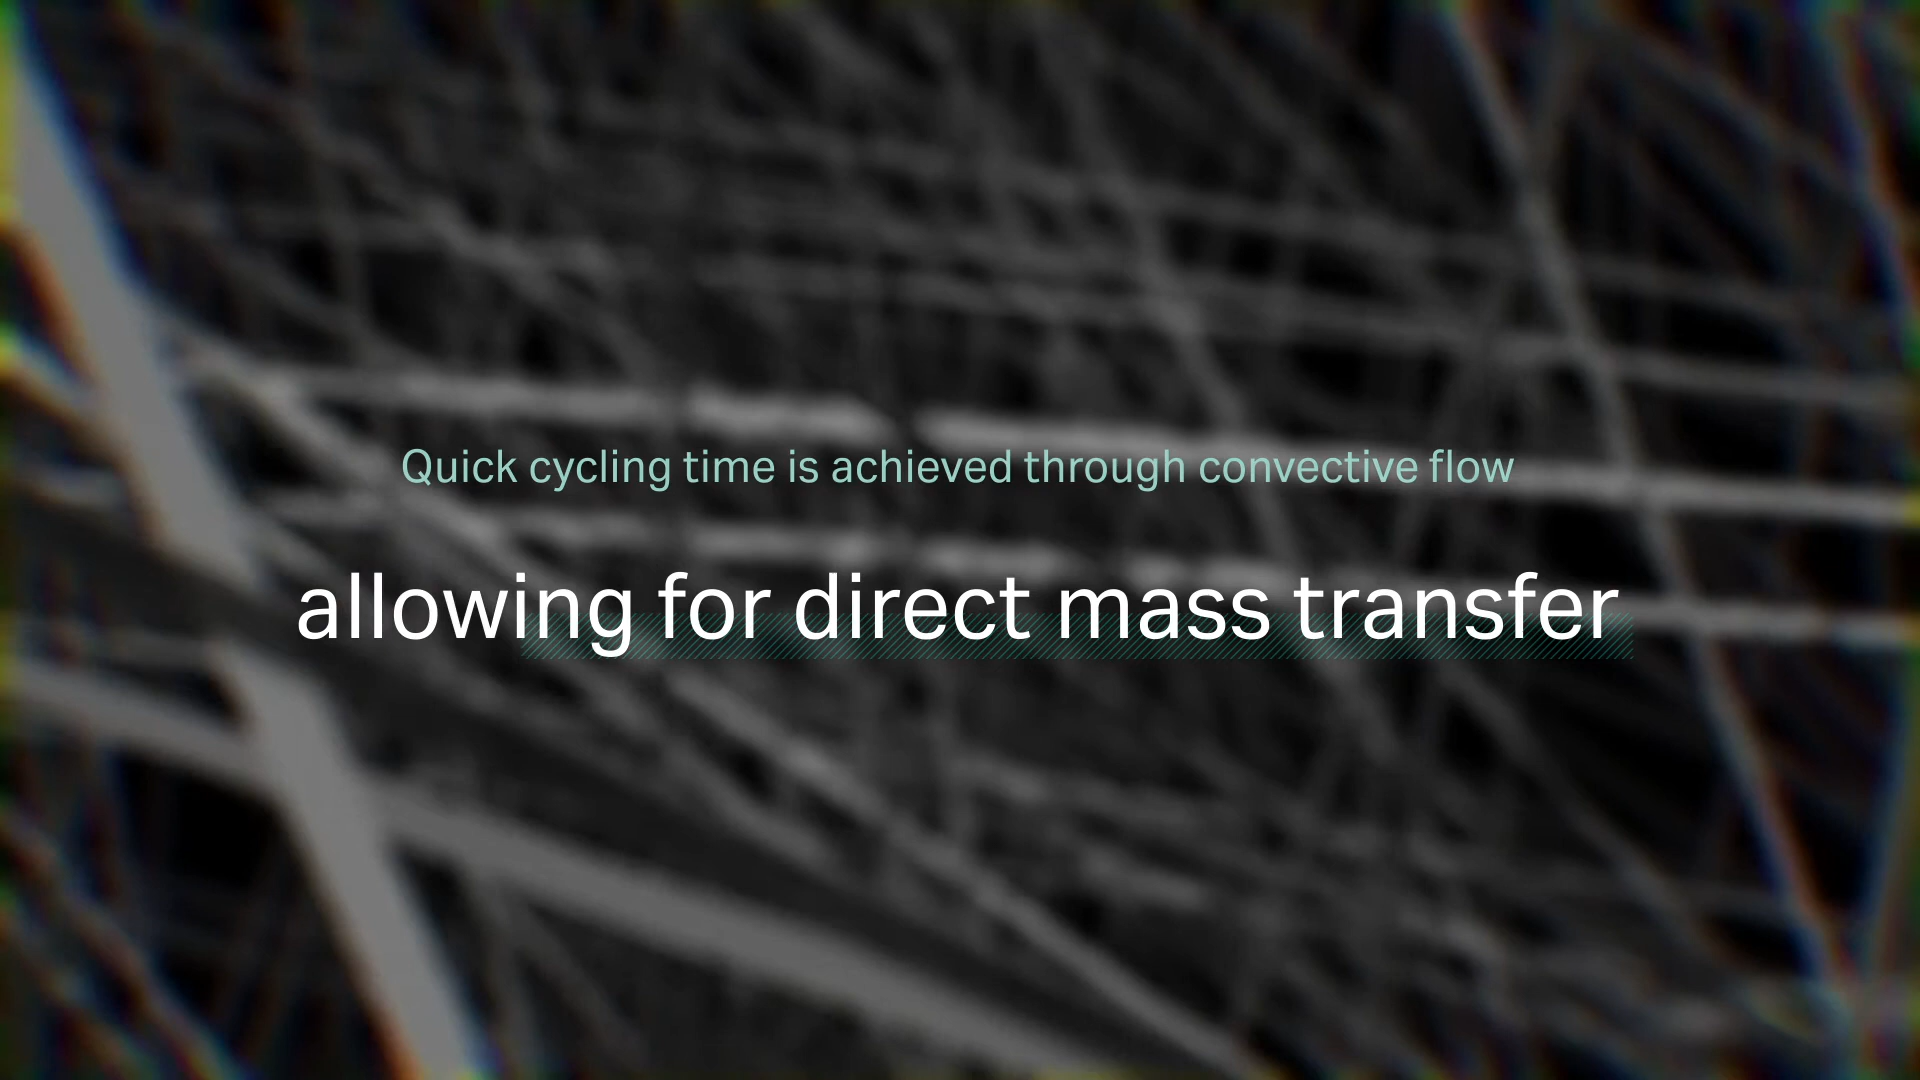 Quick cycling time is achieved through convective flow
allowing for direct mass transfer